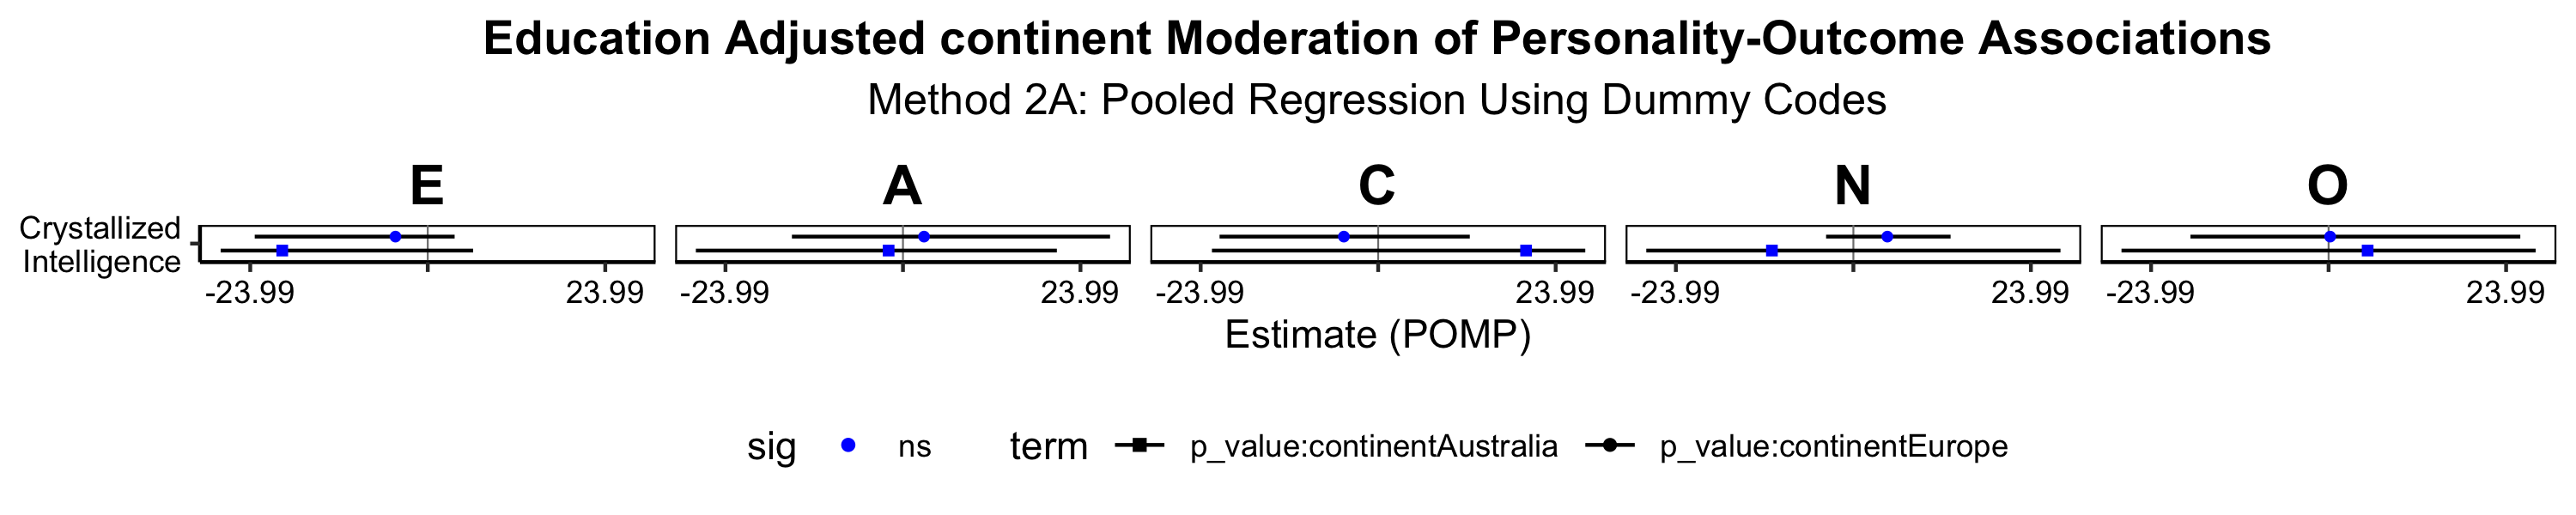 Education Adjusted continent Moderation of Personality-Outcome Associations
Method 2A: Pooled Regression Using Dummy Codes
E A C N O
Crystallized
Intelligence
-23.99 23.99 -23.99 23.99 -23.99 23.99 -23.99 23.99 -23.99 23.99
Estimate (POMP)
sig ns term p_value:continentAustralia p_value:continentEurope